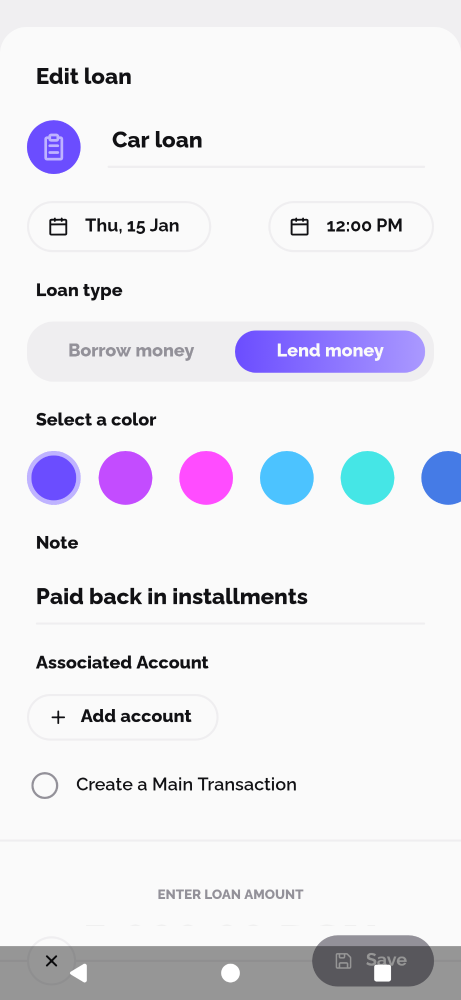 Edit loan
Car loan
Thu, 15 Jan
12:00 PM
Loan type
Borrow money
Lend money
Select a color
Note
Paid back in installments
Associated Account
Add account
Create a Main Transaction
ENTER LOAN AMOUNT
Save